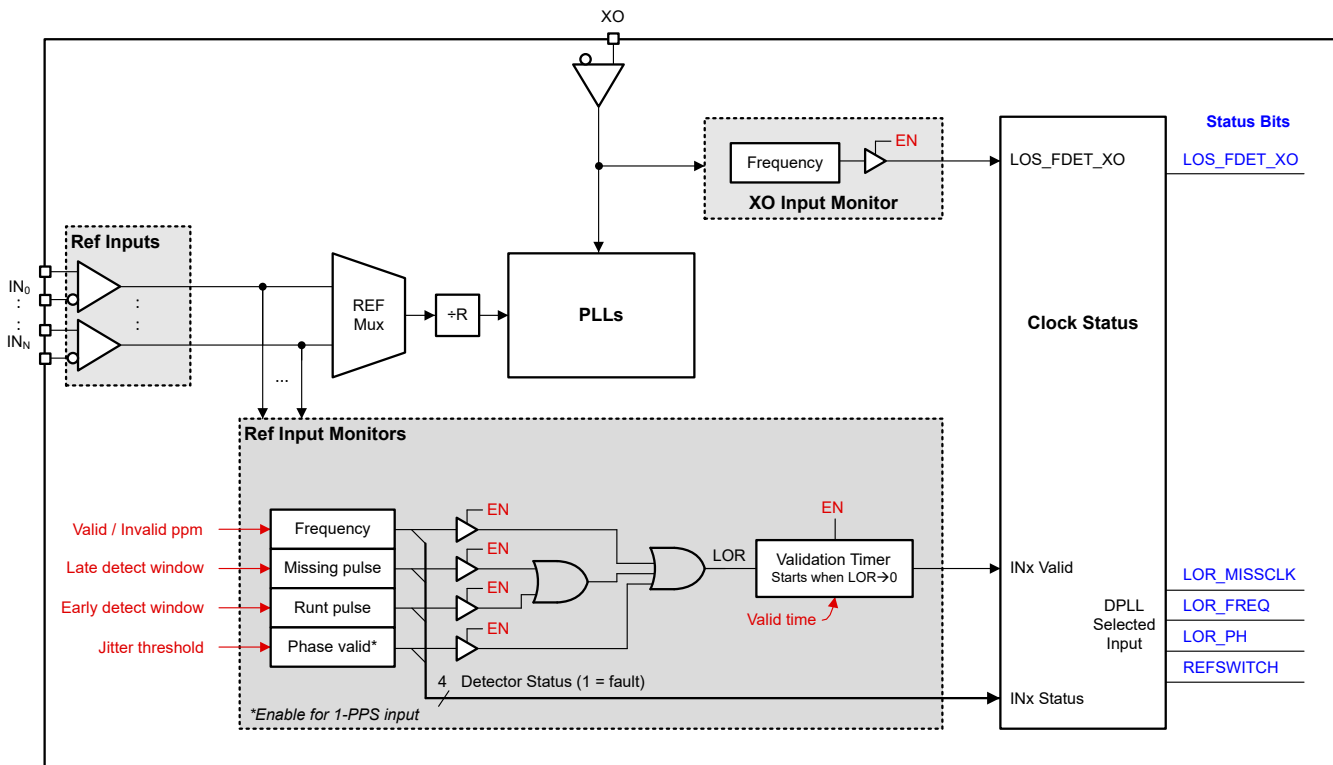 XO
Status Bits
EN
Frequency
LOS_FDET_XO
LOS_FDET_XO
XO Input Monitor
Ref Inputs
IN0
:
:
INN
:
:
:
:
REF
Mux
÷R
PLLs
Clock Status
...
Ref Input Monitors
Valid / Invalid ppm
Late detect window
Early detect window
Jitter threshold
Frequency
Missing pulse
Runt pulse
Phase valid*
EN
EN
EN
EN
LOR
EN
Validation Timer
Starts when LOR→0
Valid time
4 Detector Status (1 = fault)
*Enable for 1-PPS input
INx Valid
DPLL
Selected
Input
INx Status
LOR_MISSCLK
LOR_FREQ
LOR_PH
REFSWITCH